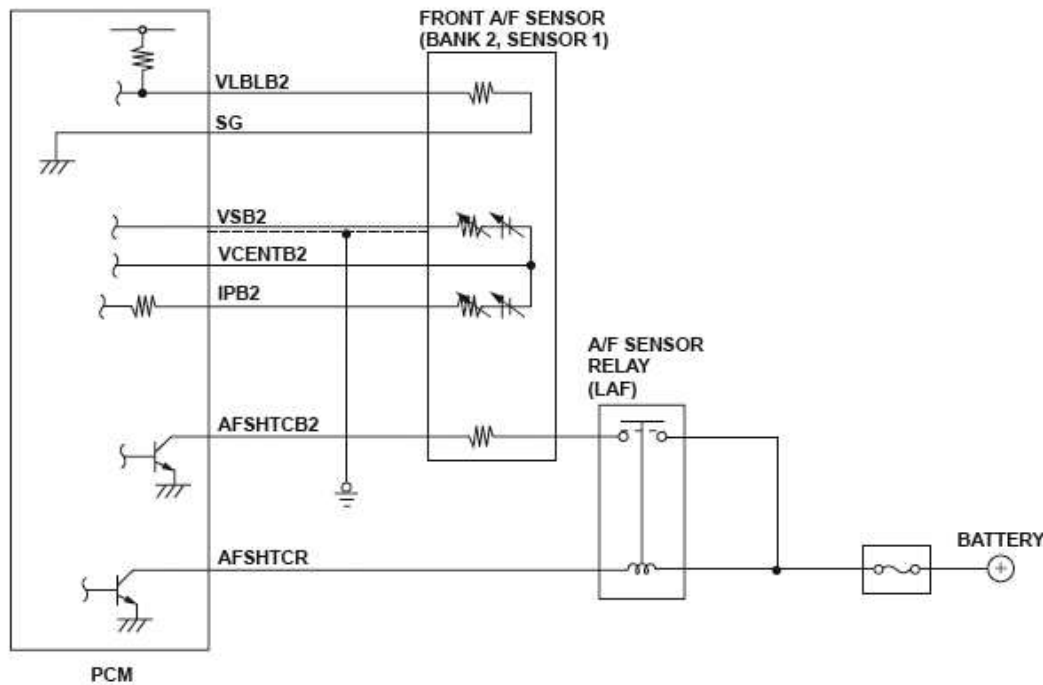 FRONT A/F SENSOR
(BANK 2, SENSOR 1)
VLBLB2
SG
VSB2
VCENTB2
IPB2
A/F SENSOR
RELAY
(LAF)
AFSHTCB2
AFSHTCR
BATTERY
PCM